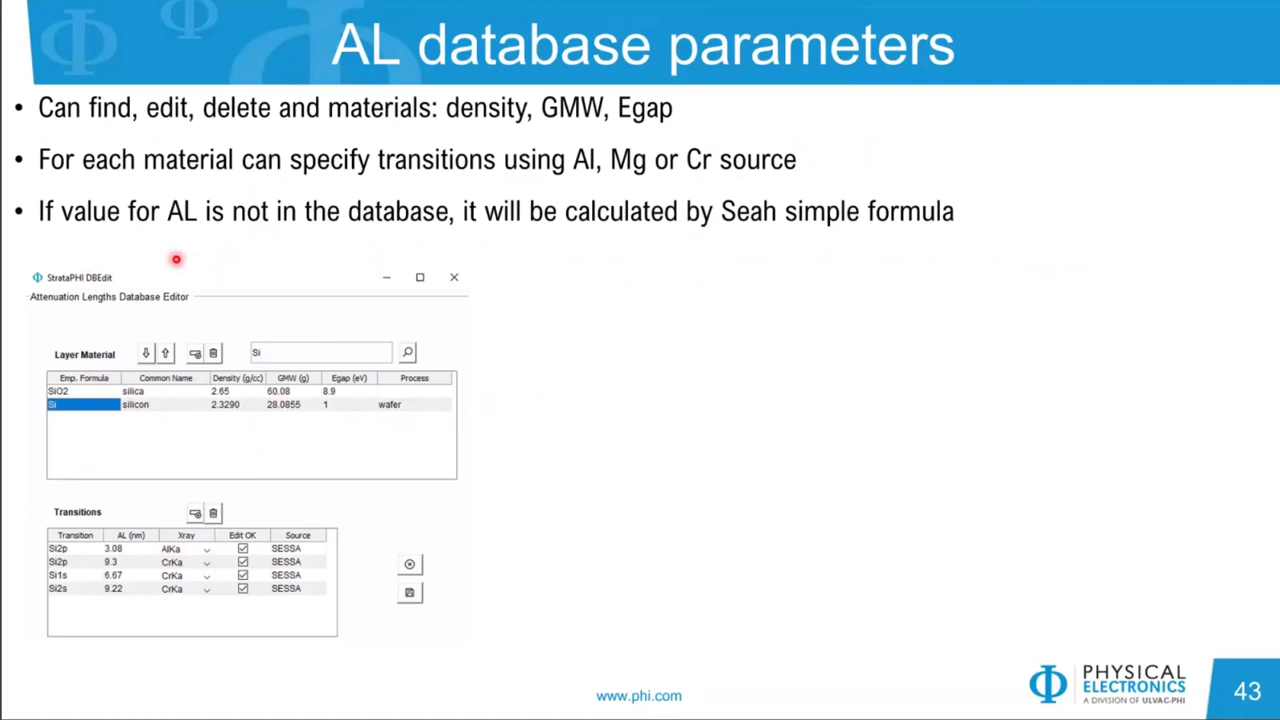 AL database parameters
• Can find, edit, delete and materials: density, GMW, Egap
• For each material can specify transitions using Al, Mg or Cr source
• If value for AL is not in the database, it will be calculated by Seah simple formula
StrataPHI DBEdit
Attenuation Lengths Database Editor
Layer Material Si
Emp. Formula Common Name Density (g/cc) GMW (g) Egap (eV) Process
SiO2 silica 2.65 60.08 8.9
Si silicon 2.3290 28.0855 1 wafer
Transitions
Transition AL (nm) Xray Edit OK Source
Si2p 3.08 AlKa SESSA
Si2p 9.3 CrKa SESSA
Si1s 6.67 CrKa SESSA
Si2s 9.22 CrKa SESSA
www.phi.com
PHYSICAL
ELECTRONICS
A DIVISION OF ULVAC-PHI
43